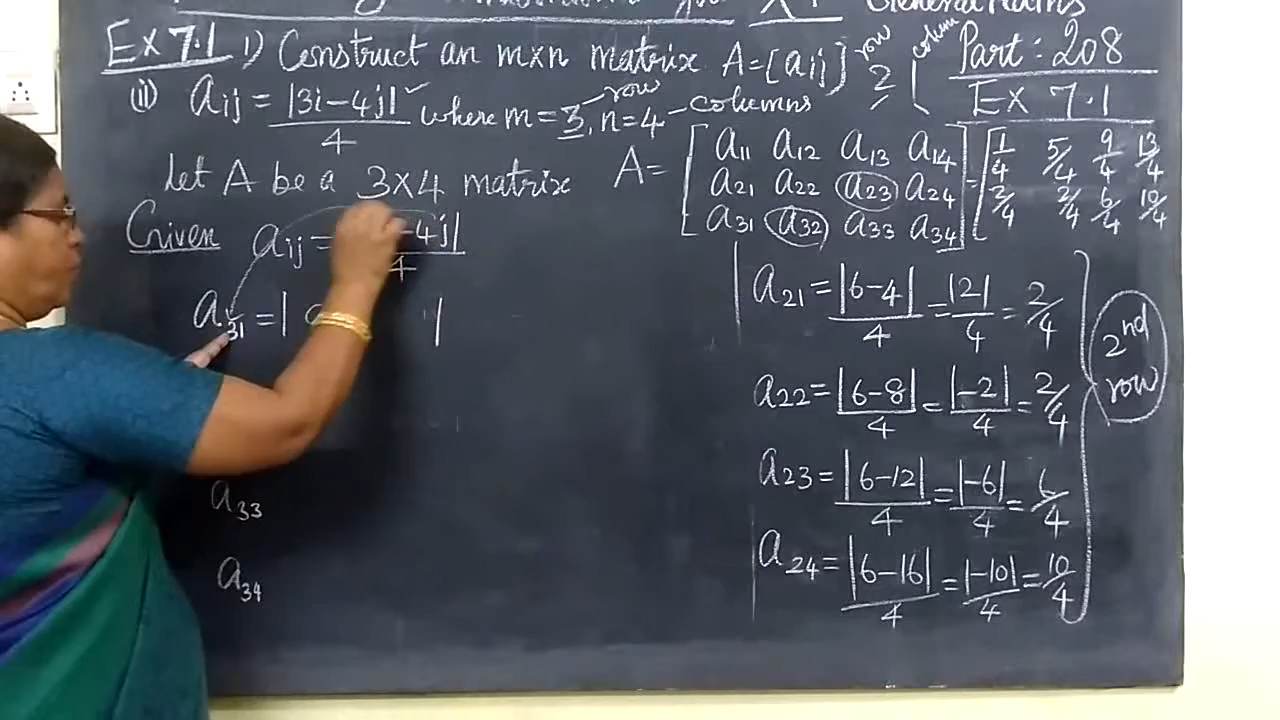 General Maths
Ex 7.1 1) Construct an m×n matrix A=[aij] row column
(ii) aij = |3i-4j|/4 where m=3, n=4 row columns
Part: 208
Ex 7.1
Let A be a 3×4 matrix
A= [a11 a12 a13 a14] = [1/4 5/4 9/4 13/4
a21 a22 a23 a24 2/4 2/4 6/4 10/4
a31 a32 a33 a34
Given aij = -4j|/4
a31 = | |
a33
a34
a21 = |6-4|/4 = |2|/4 = 2/4
a22 = |6-8|/4 = |-2|/4 = 2/4
a23 = |6-12|/4 = |-6|/4 = 6/4
a24 = |6-16|/4 = |-10|/4 = 10/4
2nd
row